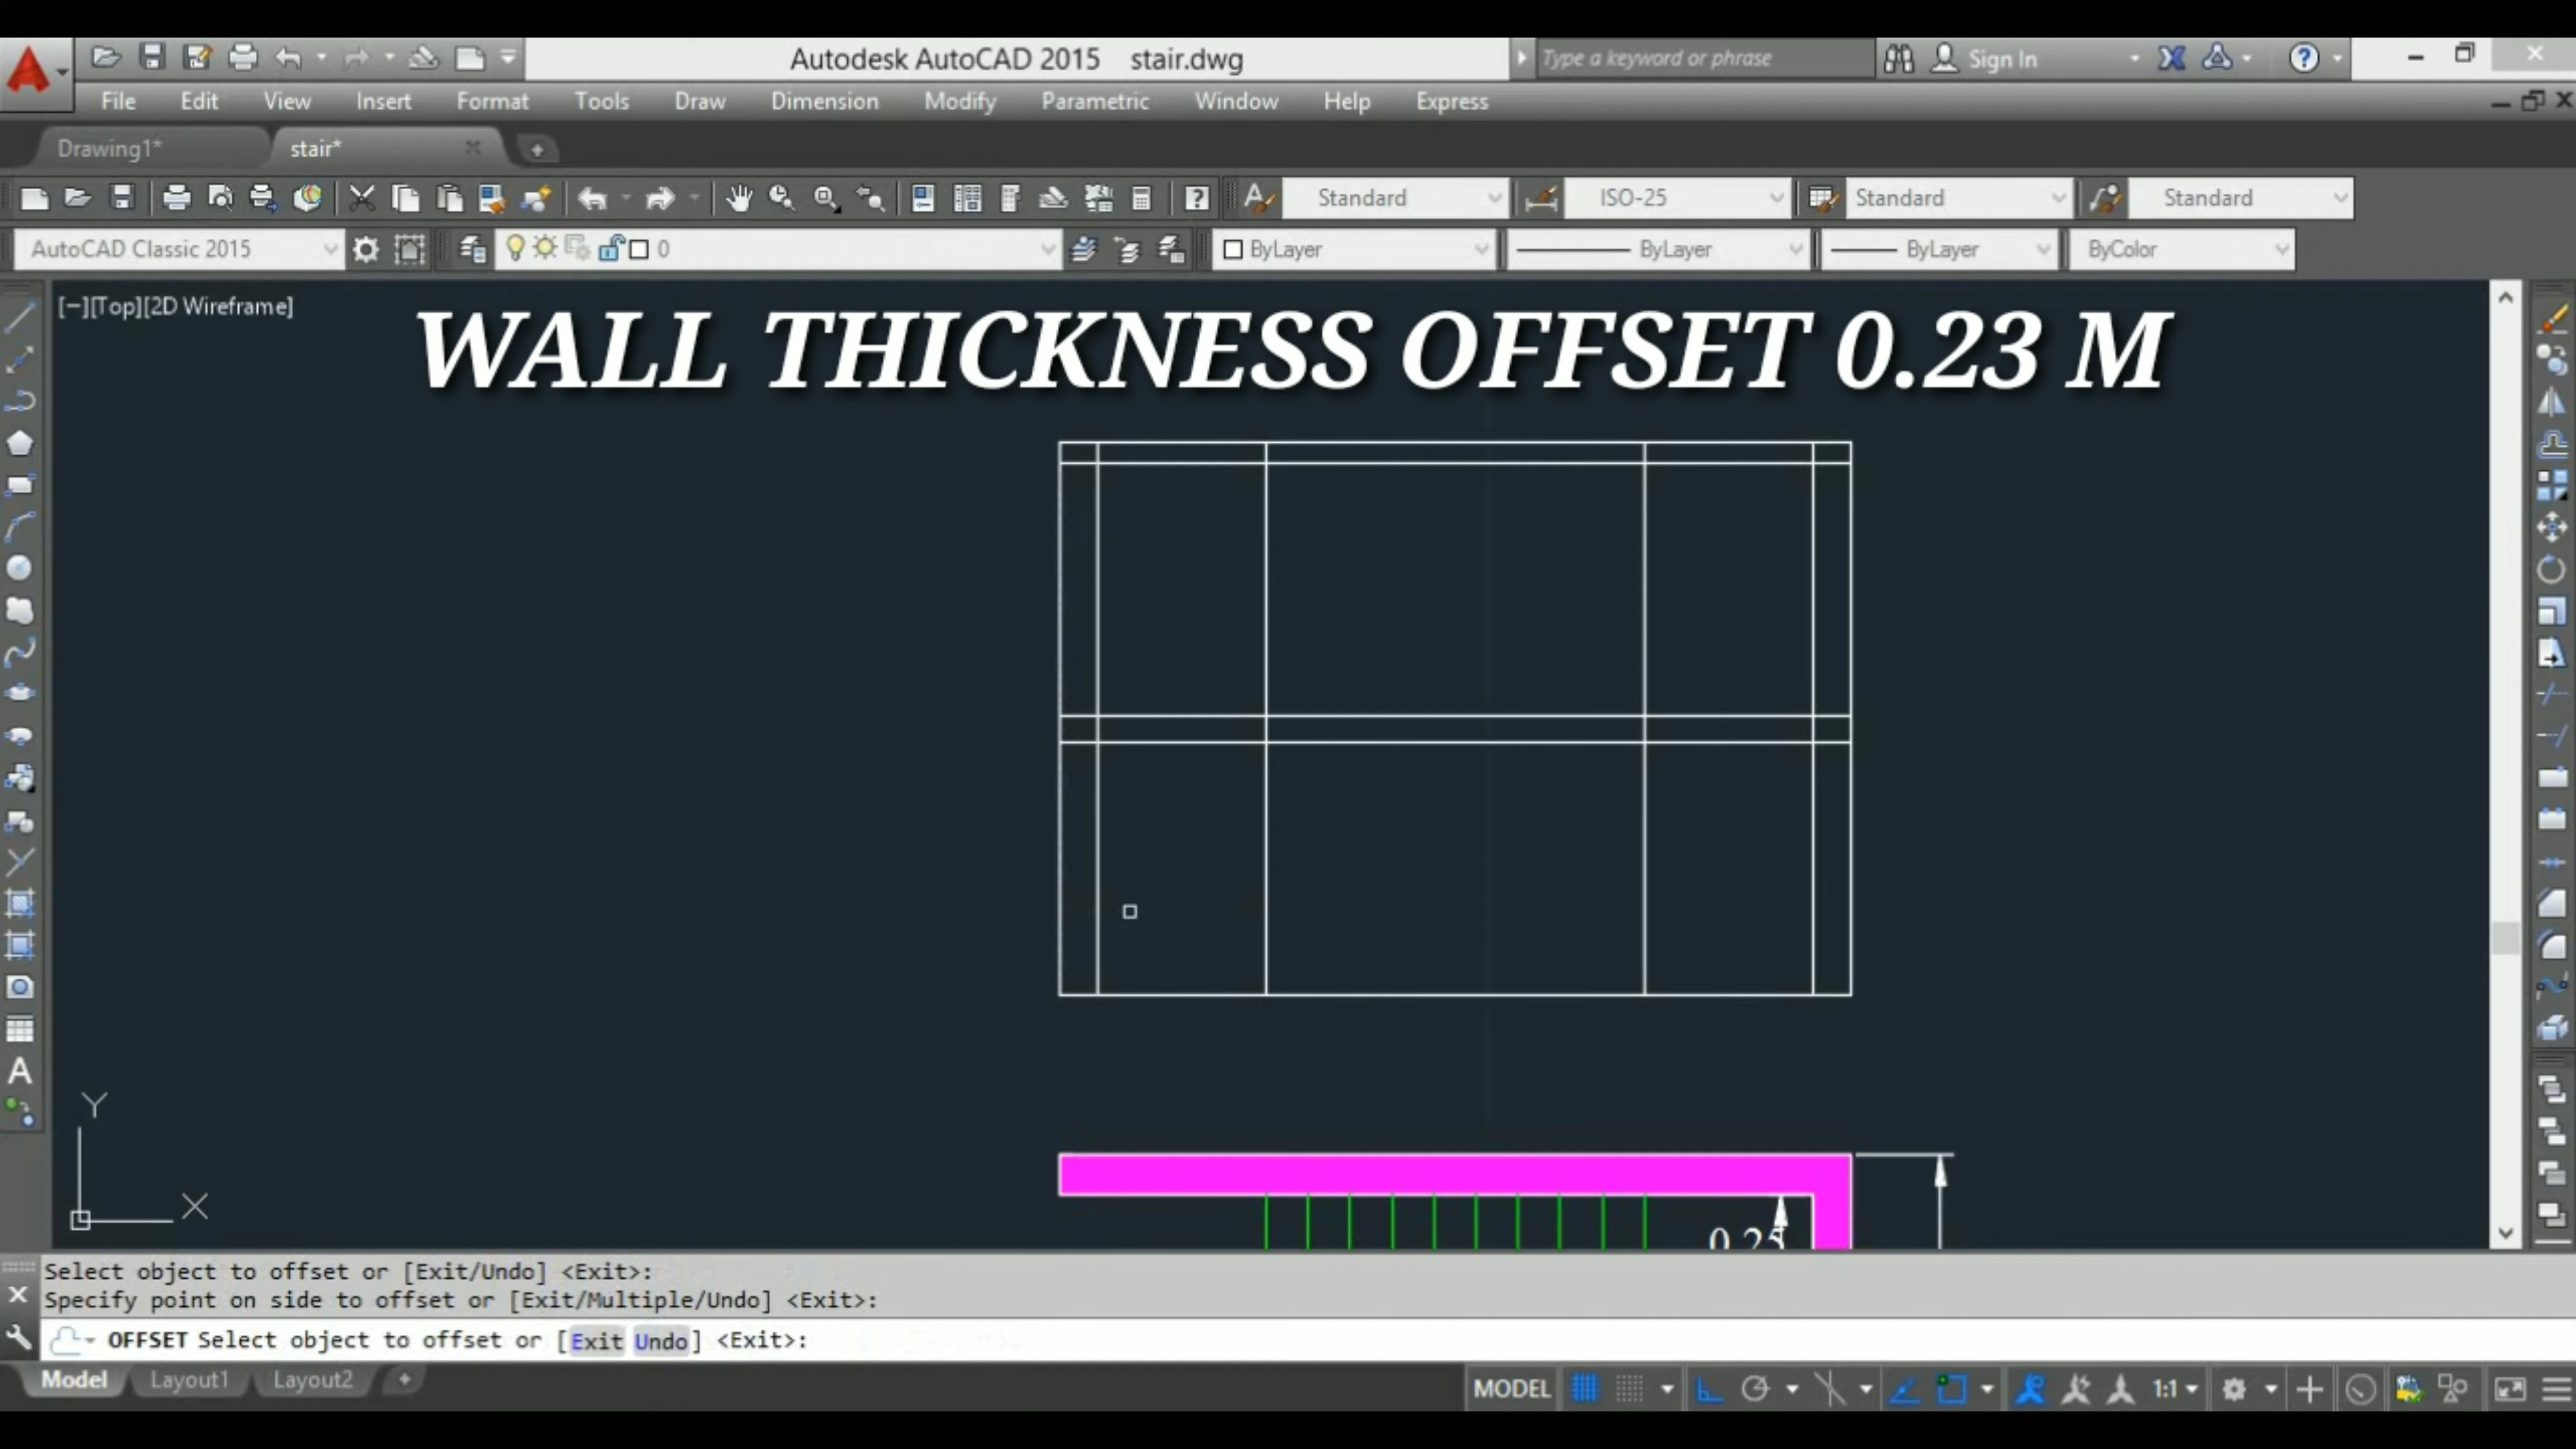 Autodesk AutoCAD 2015 stair.dwg
Type a keyword or phrase
Sign In
File Edit View Insert Format Tools Draw Dimension Modify Parametric Window Help Express
Drawing1* stair*
Standard ISO-25 Standard Standard
AutoCAD Classic 2015 0 ByLayer ByLayer ByLayer ByColor
[−][Top][2D Wireframe]
WALL THICKNESS OFFSET 0.23 M
Y
X
0.25
Select object to offset or [Exit/Undo] <Exit>:
Specify point on side to offset or [Exit/Multiple/Undo] <Exit>:
OFFSET Select object to offset or [Exit Undo] <Exit>:
Model Layout1 Layout2
MODEL 1:1